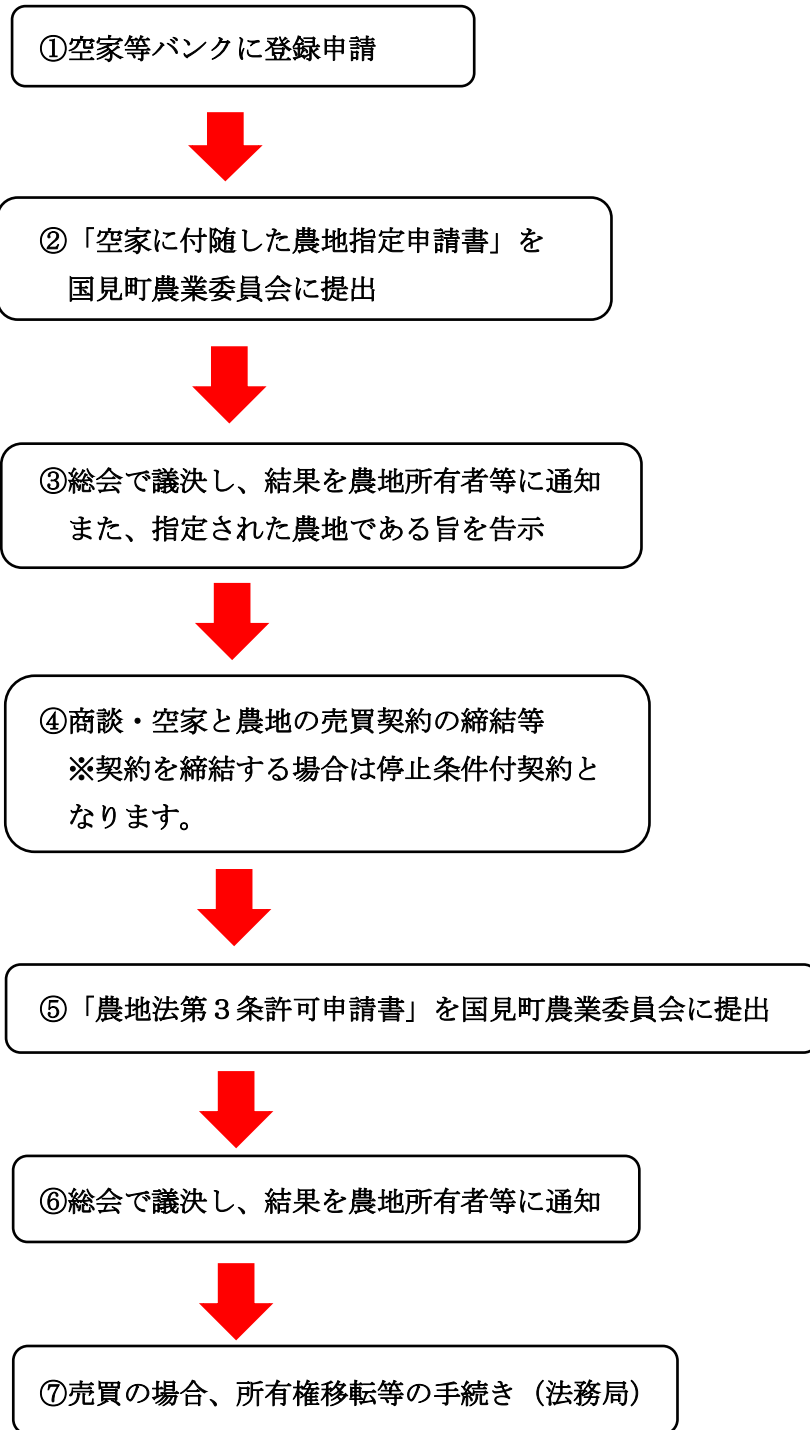 ①空家等バンクに登録申請
②「空家に付随した農地指定申請書」を
国見町農業委員会に提出
③総会で議決し、結果を農地所有者等に通知
また、指定された農地である旨を告示
④商談・空家と農地の売買契約の締結等
※契約を締結する場合は停止条件付契約と
なります。
⑤「農地法第３条許可申請書」を国見町農業委員会に提出
⑥総会で議決し、結果を農地所有者等に通知
⑦売買の場合、所有権移転等の手続き（法務局）